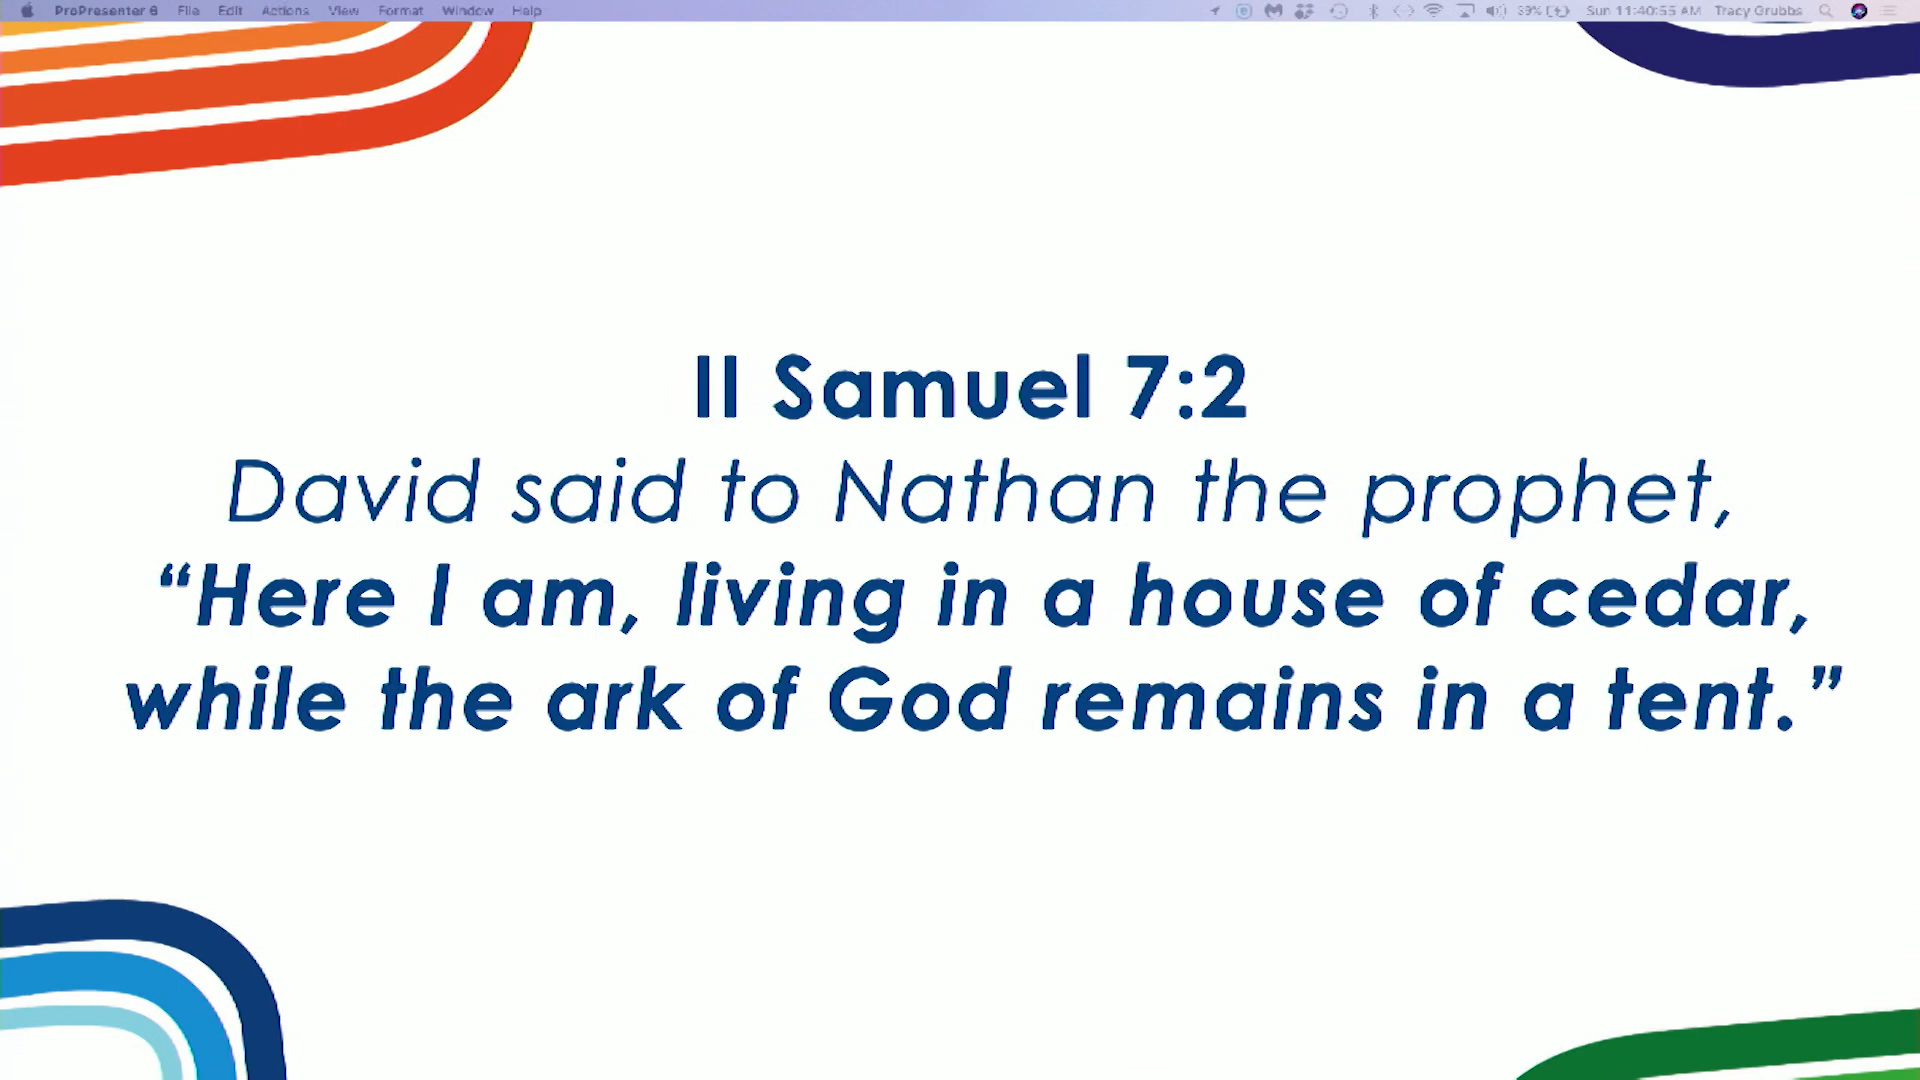 ProPresenter 6 File Edit Actions View Format Window Help 39% Sun 11:40:55 AM Tracy Grubbs
II Samuel 7:2
David said to Nathan the prophet,
“Here I am, living in a house of cedar,
while the ark of God remains in a tent.”